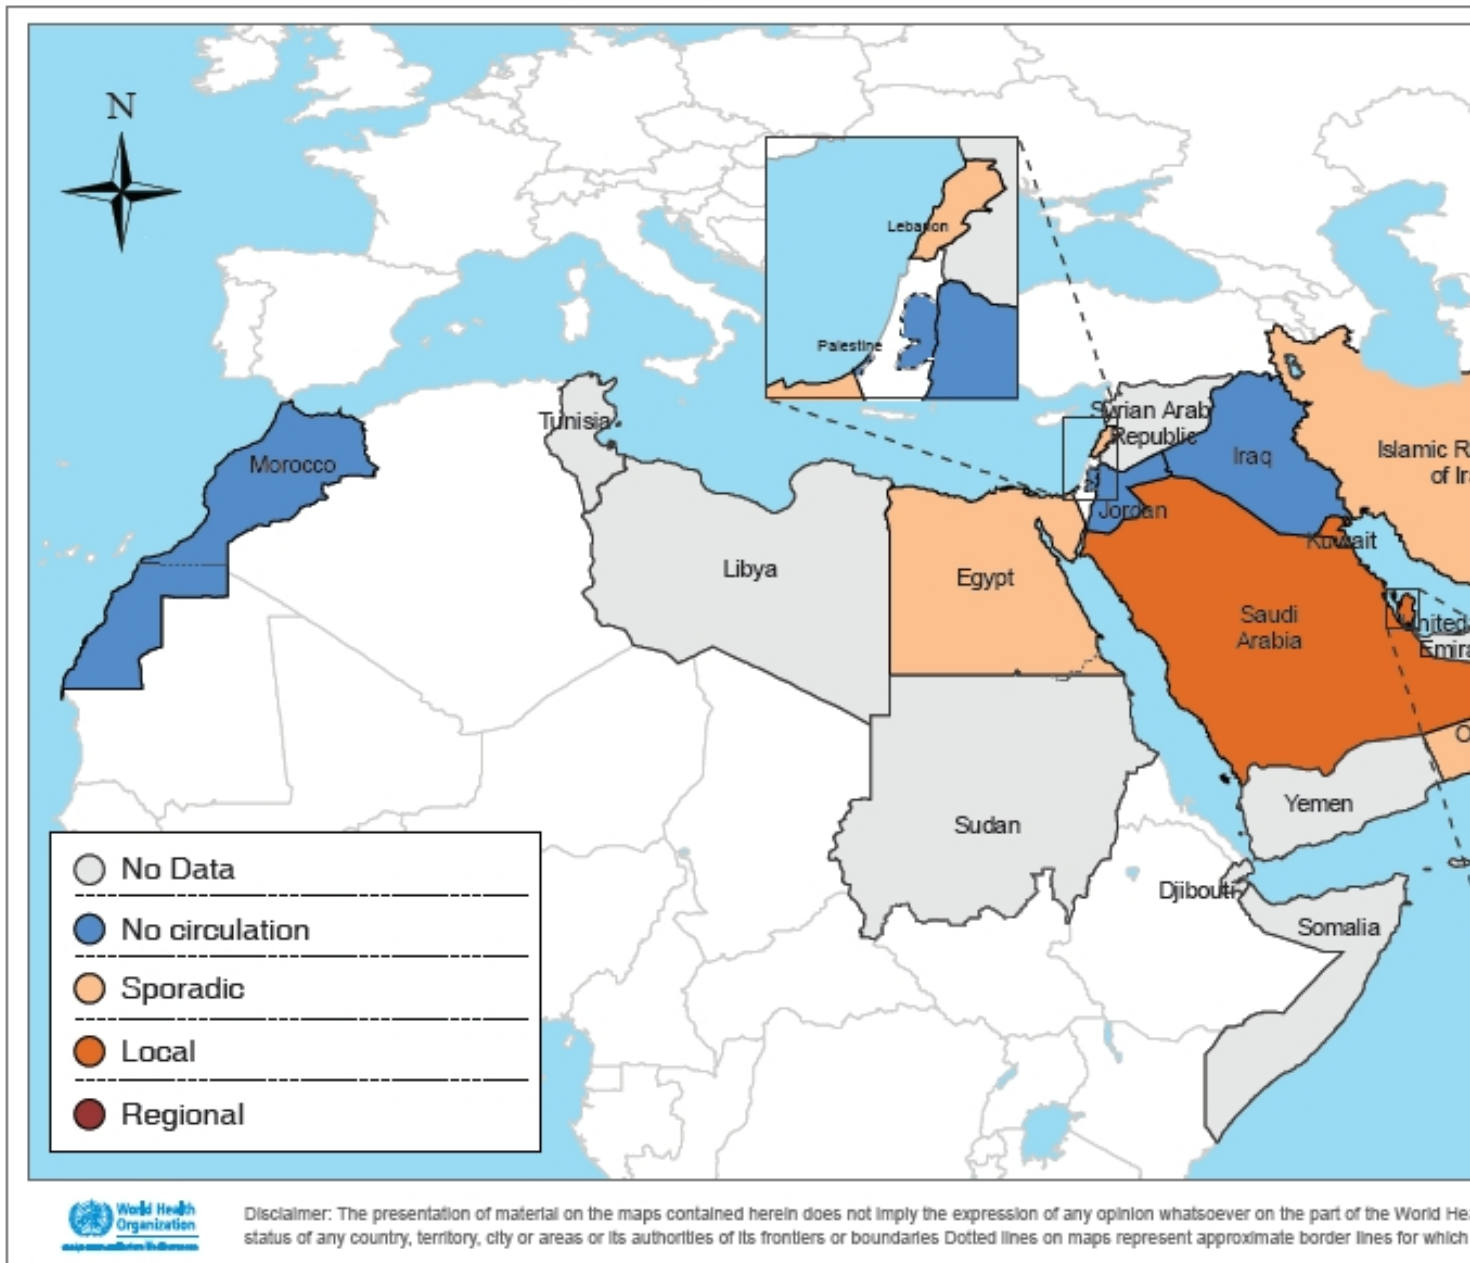 N
Lebanon
Palestine
Tunisia
Syrian Arab
Republic
Morocco
Iraq
Islamic R
of Ira
Jordan
Kuwait
Libya
Egypt
Saudi
Arabia
United
Emira
O
Yemen
Sudan
Djibouti
Somalia
No Data
No circulation
Sporadic
Local
Regional
World Health
Organization
Disclaimer: The presentation of material on the maps contained herein does not imply the expression of any opinion whatsoever on the part of the World Hea
status of any country, territory, city or areas or its authorities of its frontiers or boundaries Dotted lines on maps represent approximate border lines for which